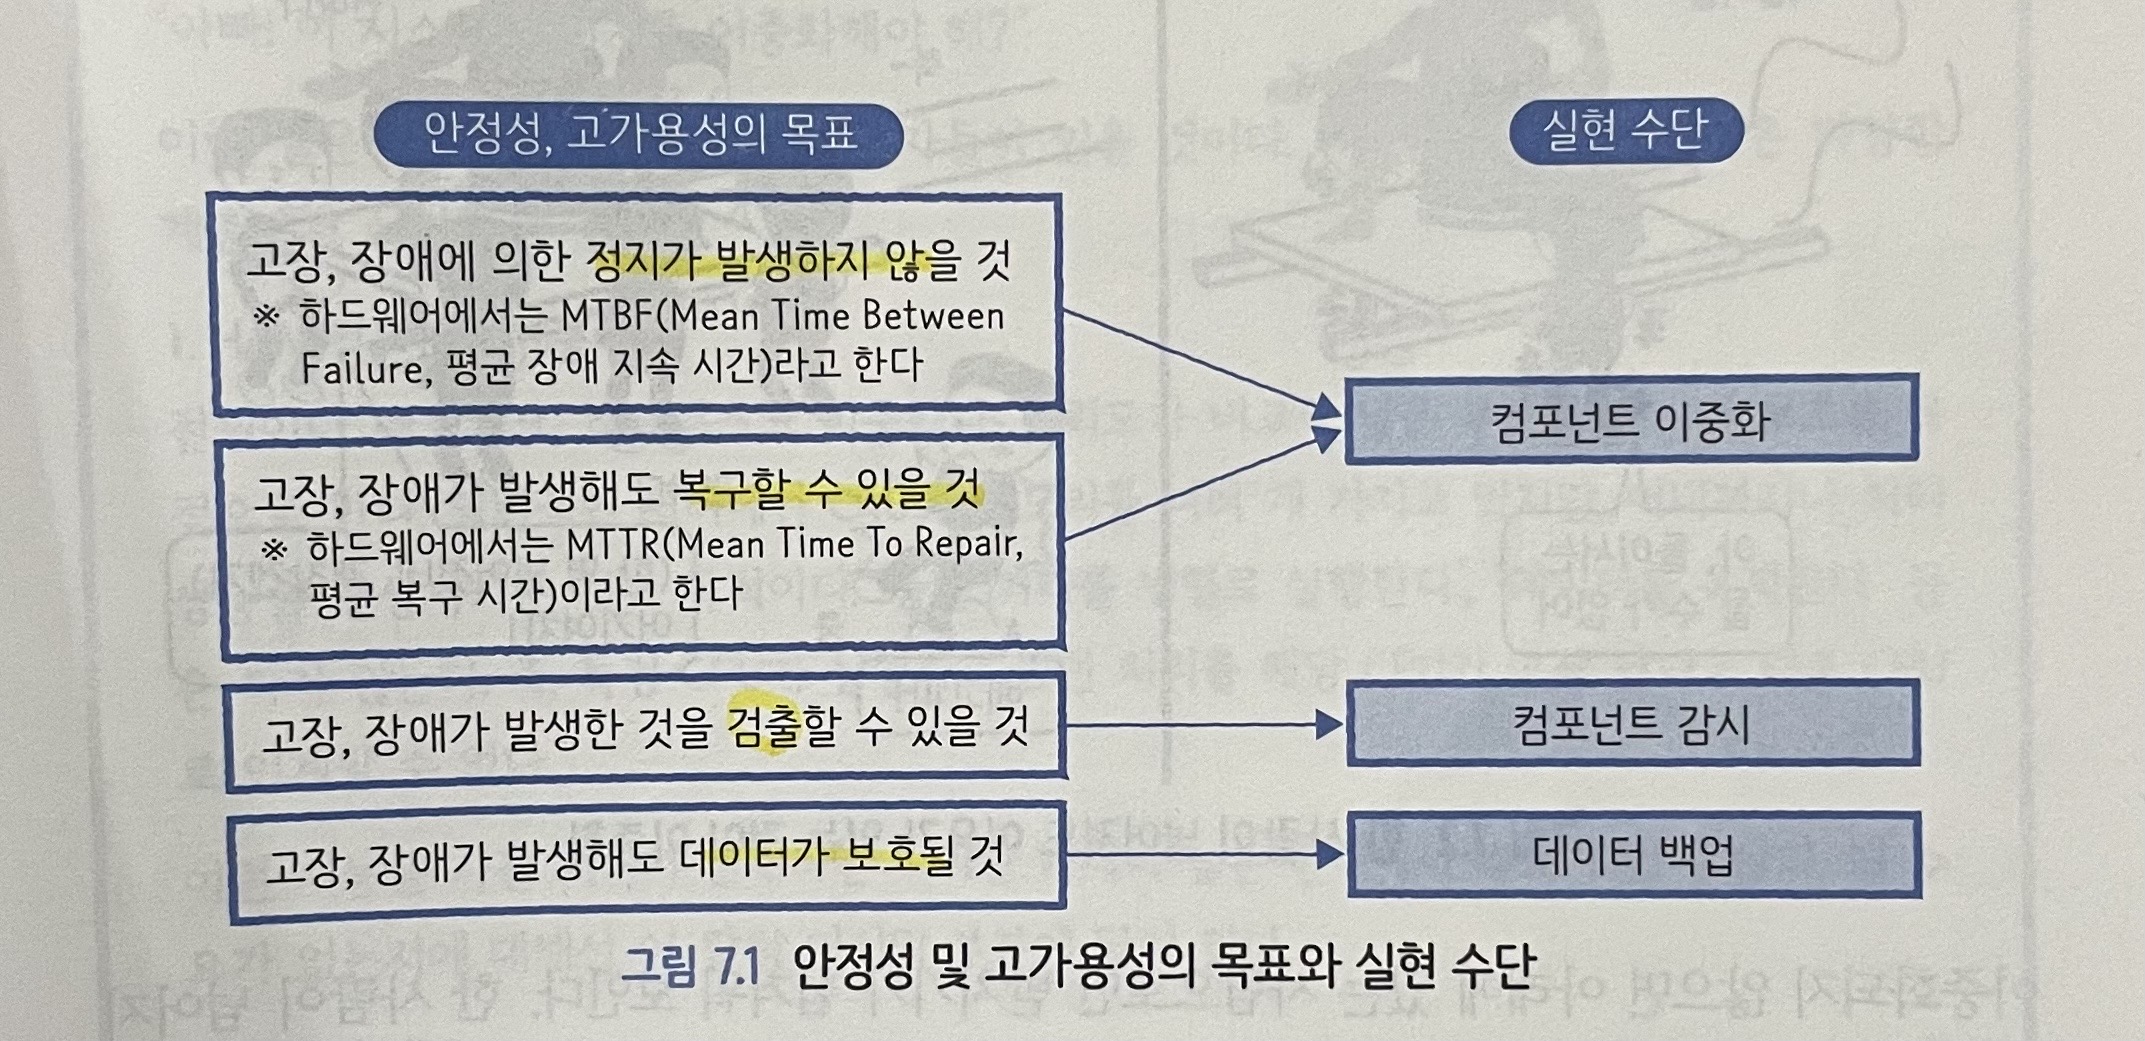 안정성, 고가용성의 목표
실현 수단
고장, 장애에 의한 정지가 발생하지 않을 것
※ 하드웨어에서는 MTBF(Mean Time Between
Failure, 평균 장애 지속 시간)라고 한다
컴포넌트 이중화
고장, 장애가 발생해도 복구할 수 있을 것
※ 하드웨어에서는 MTTR(Mean Time To Repair,
평균 복구 시간)이라고 한다
고장, 장애가 발생한 것을 검출할 수 있을 것
컴포넌트 감시
고장, 장애가 발생해도 데이터가 보호될 것
데이터 백업
그림 7.1 안정성 및 고가용성의 목표와 실현 수단